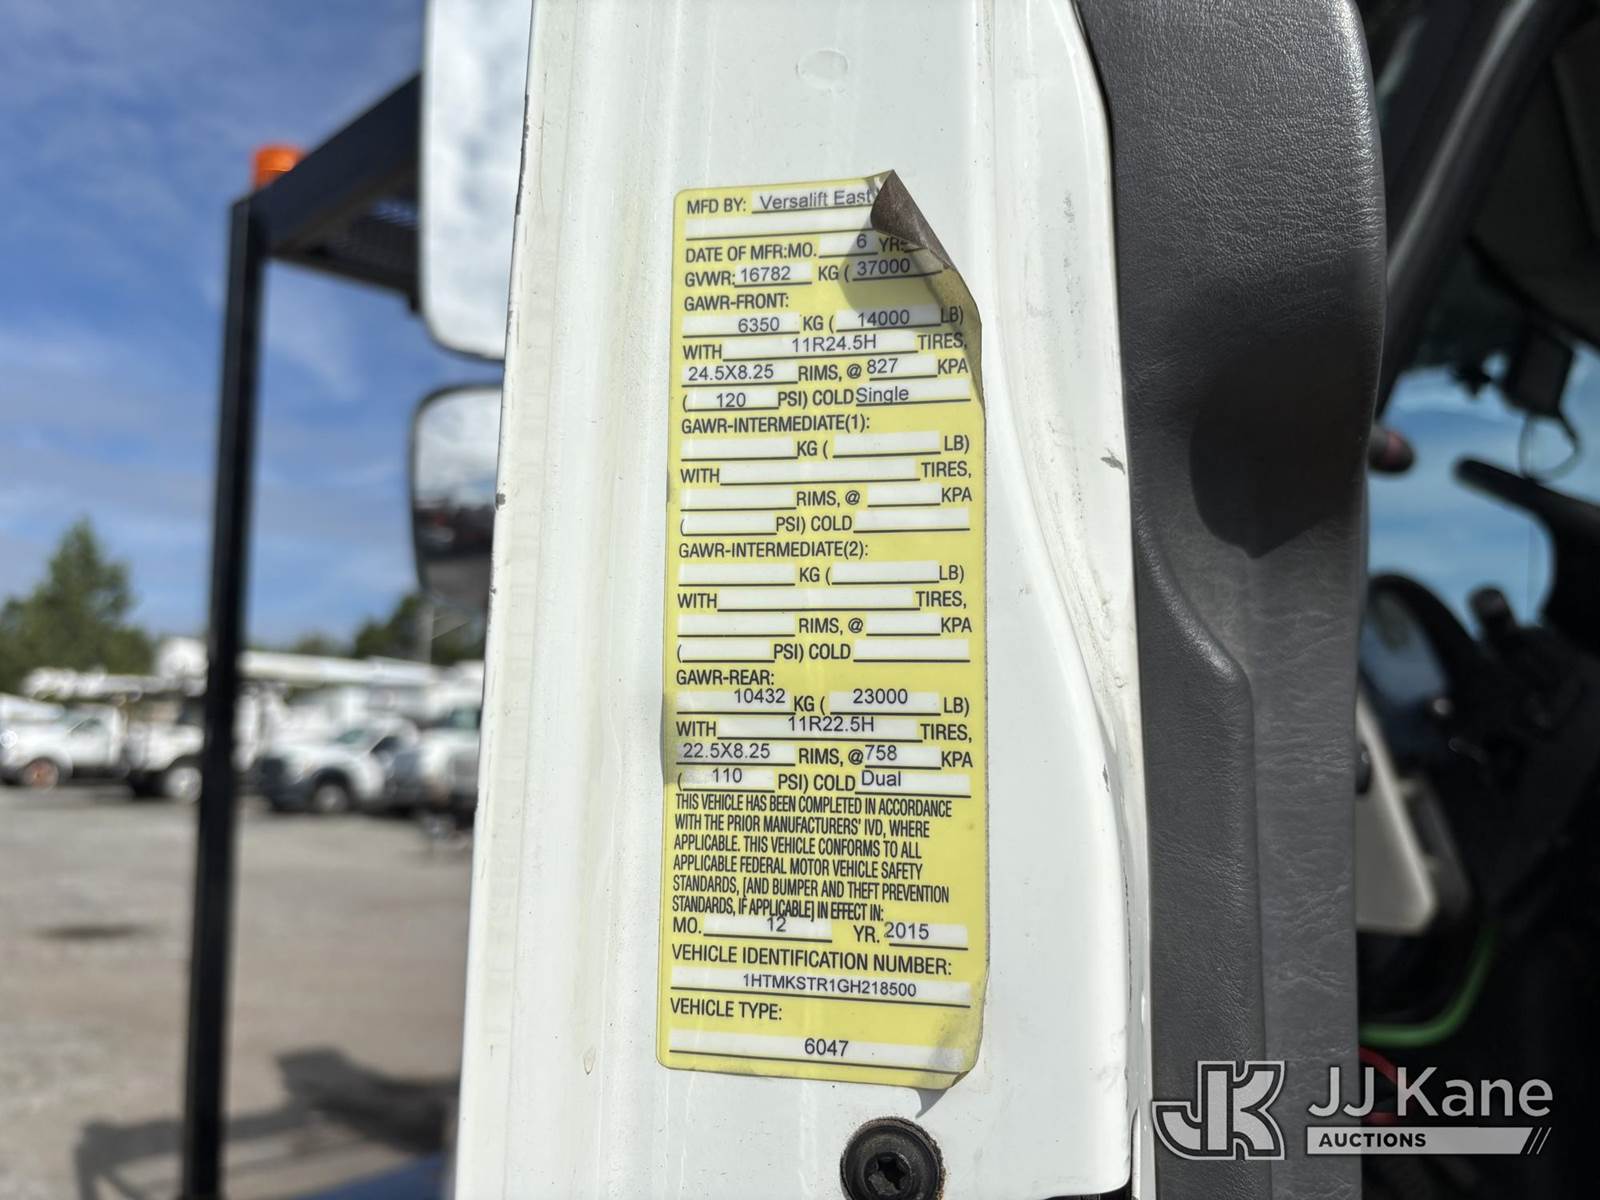 MFD BY: Versalift East
DATE OF MFR:MO. 6 YR.
GVWR: 16782 KG ( 37000
GAWR-FRONT:
6350 KG ( 14000 LB)
WITH 11R24.5H TIRES,
24.5X8.25 RIMS, @ 827 KPA
( 120 PSI) COLD Single
GAWR-INTERMEDIATE(1):
KG ( LB)
WITH TIRES,
RIMS, @ KPA
( PSI) COLD
GAWR-INTERMEDIATE(2):
KG ( LB)
WITH TIRES,
RIMS, @ KPA
( PSI) COLD
GAWR-REAR:
10432 KG ( 23000 LB)
WITH 11R22.5H TIRES,
22.5X8.25 RIMS, @ 758 KPA
( 110 PSI) COLD Dual
THIS VEHICLE HAS BEEN COMPLETED IN ACCORDANCE
WITH THE PRIOR MANUFACTURERS' IVD, WHERE
APPLICABLE. THIS VEHICLE CONFORMS TO ALL
APPLICABLE FEDERAL MOTOR VEHICLE SAFETY
STANDARDS, [AND BUMPER AND THEFT PREVENTION
STANDARDS, IF APPLICABLE] IN EFFECT IN:
MO. 12 YR. 2015
VEHICLE IDENTIFICATION NUMBER:
1HTMKSTR1GH218500
VEHICLE TYPE:
6047
JK JJ Kane
AUCTIONS